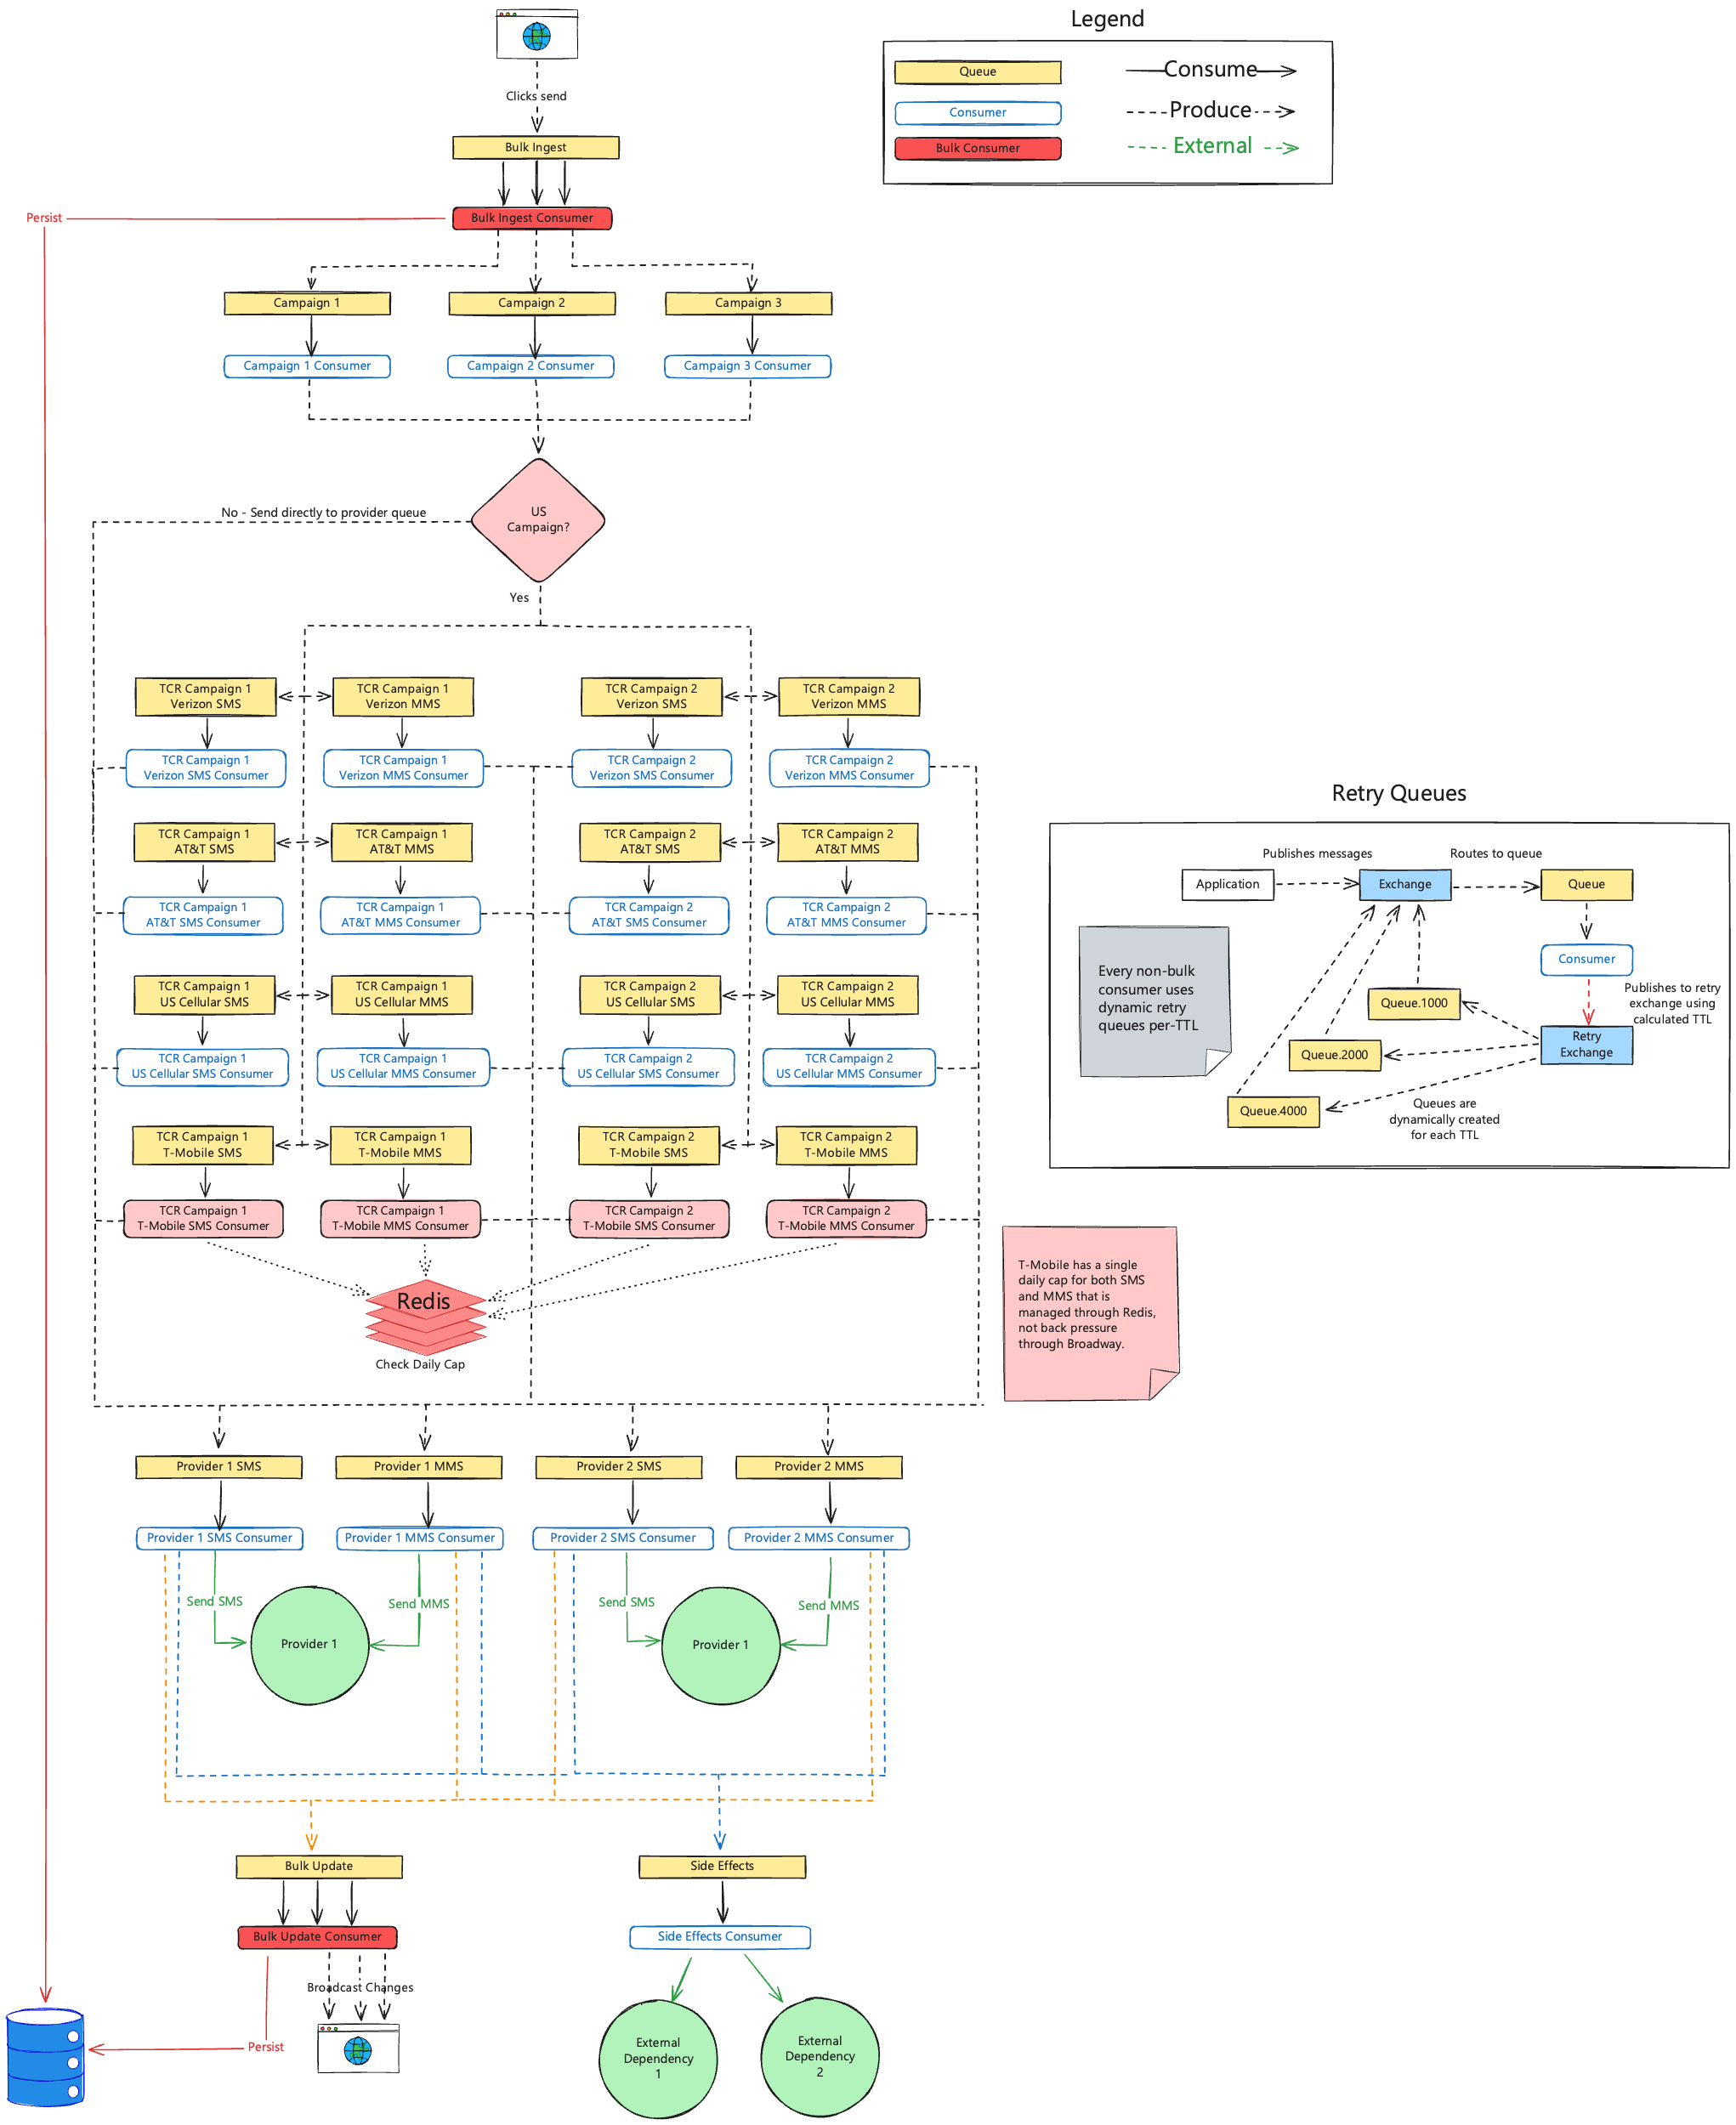 Legend
Queue
Consume
Consumer
Produce
Bulk Consumer
External
Clicks send
Bulk Ingest
Persist
Bulk Ingest Consumer
Campaign 1
Campaign 2
Campaign 3
Campaign 1 Consumer
Campaign 2 Consumer
Campaign 3 Consumer
US
Campaign?
No - Send directly to provider queue
Yes
TCR Campaign 1
Verizon SMS
TCR Campaign 1
Verizon MMS
TCR Campaign 2
Verizon SMS
TCR Campaign 2
Verizon MMS
TCR Campaign 1
Verizon SMS Consumer
TCR Campaign 1
Verizon MMS Consumer
TCR Campaign 2
Verizon SMS Consumer
TCR Campaign 2
Verizon MMS Consumer
TCR Campaign 1
AT&T SMS
TCR Campaign 1
AT&T MMS
TCR Campaign 2
AT&T SMS
TCR Campaign 2
AT&T MMS
TCR Campaign 1
AT&T SMS Consumer
TCR Campaign 1
AT&T MMS Consumer
TCR Campaign 2
AT&T SMS Consumer
TCR Campaign 2
AT&T MMS Consumer
TCR Campaign 1
US Cellular SMS
TCR Campaign 1
US Cellular MMS
TCR Campaign 2
US Cellular SMS
TCR Campaign 2
US Cellular MMS
TCR Campaign 1
US Cellular SMS Consumer
TCR Campaign 1
US Cellular MMS Consumer
TCR Campaign 2
US Cellular SMS Consumer
TCR Campaign 2
US Cellular MMS Consumer
TCR Campaign 1
T-Mobile SMS
TCR Campaign 1
T-Mobile MMS
TCR Campaign 2
T-Mobile SMS
TCR Campaign 2
T-Mobile MMS
TCR Campaign 1
T-Mobile SMS Consumer
TCR Campaign 1
T-Mobile MMS Consumer
TCR Campaign 2
T-Mobile SMS Consumer
TCR Campaign 2
T-Mobile MMS Consumer
Redis
Check Daily Cap
Retry Queues
Publishes messages
Routes to queue
Application
Exchange
Queue
Every non-bulk
consumer uses
dynamic retry
queues per-TTL
Consumer
Publishes to retry
exchange using
calculated TTL
Queue.1000
Retry
Exchange
Queue.2000
Queue.4000
Queues are
dynamically created
for each TTL
T-Mobile has a single
daily cap for both SMS
and MMS that is
managed through Redis,
not back pressure
through Broadway.
Provider 1 SMS
Provider 1 MMS
Provider 2 SMS
Provider 2 MMS
Provider 1 SMS Consumer
Provider 1 MMS Consumer
Provider 2 SMS Consumer
Provider 2 MMS Consumer
Send SMS
Send MMS
Send SMS
Send MMS
Provider 1
Provider 1
Bulk Update
Side Effects
Bulk Update Consumer
Side Effects Consumer
Broadcast Changes
Persist
External
Dependency
1
External
Dependency
2